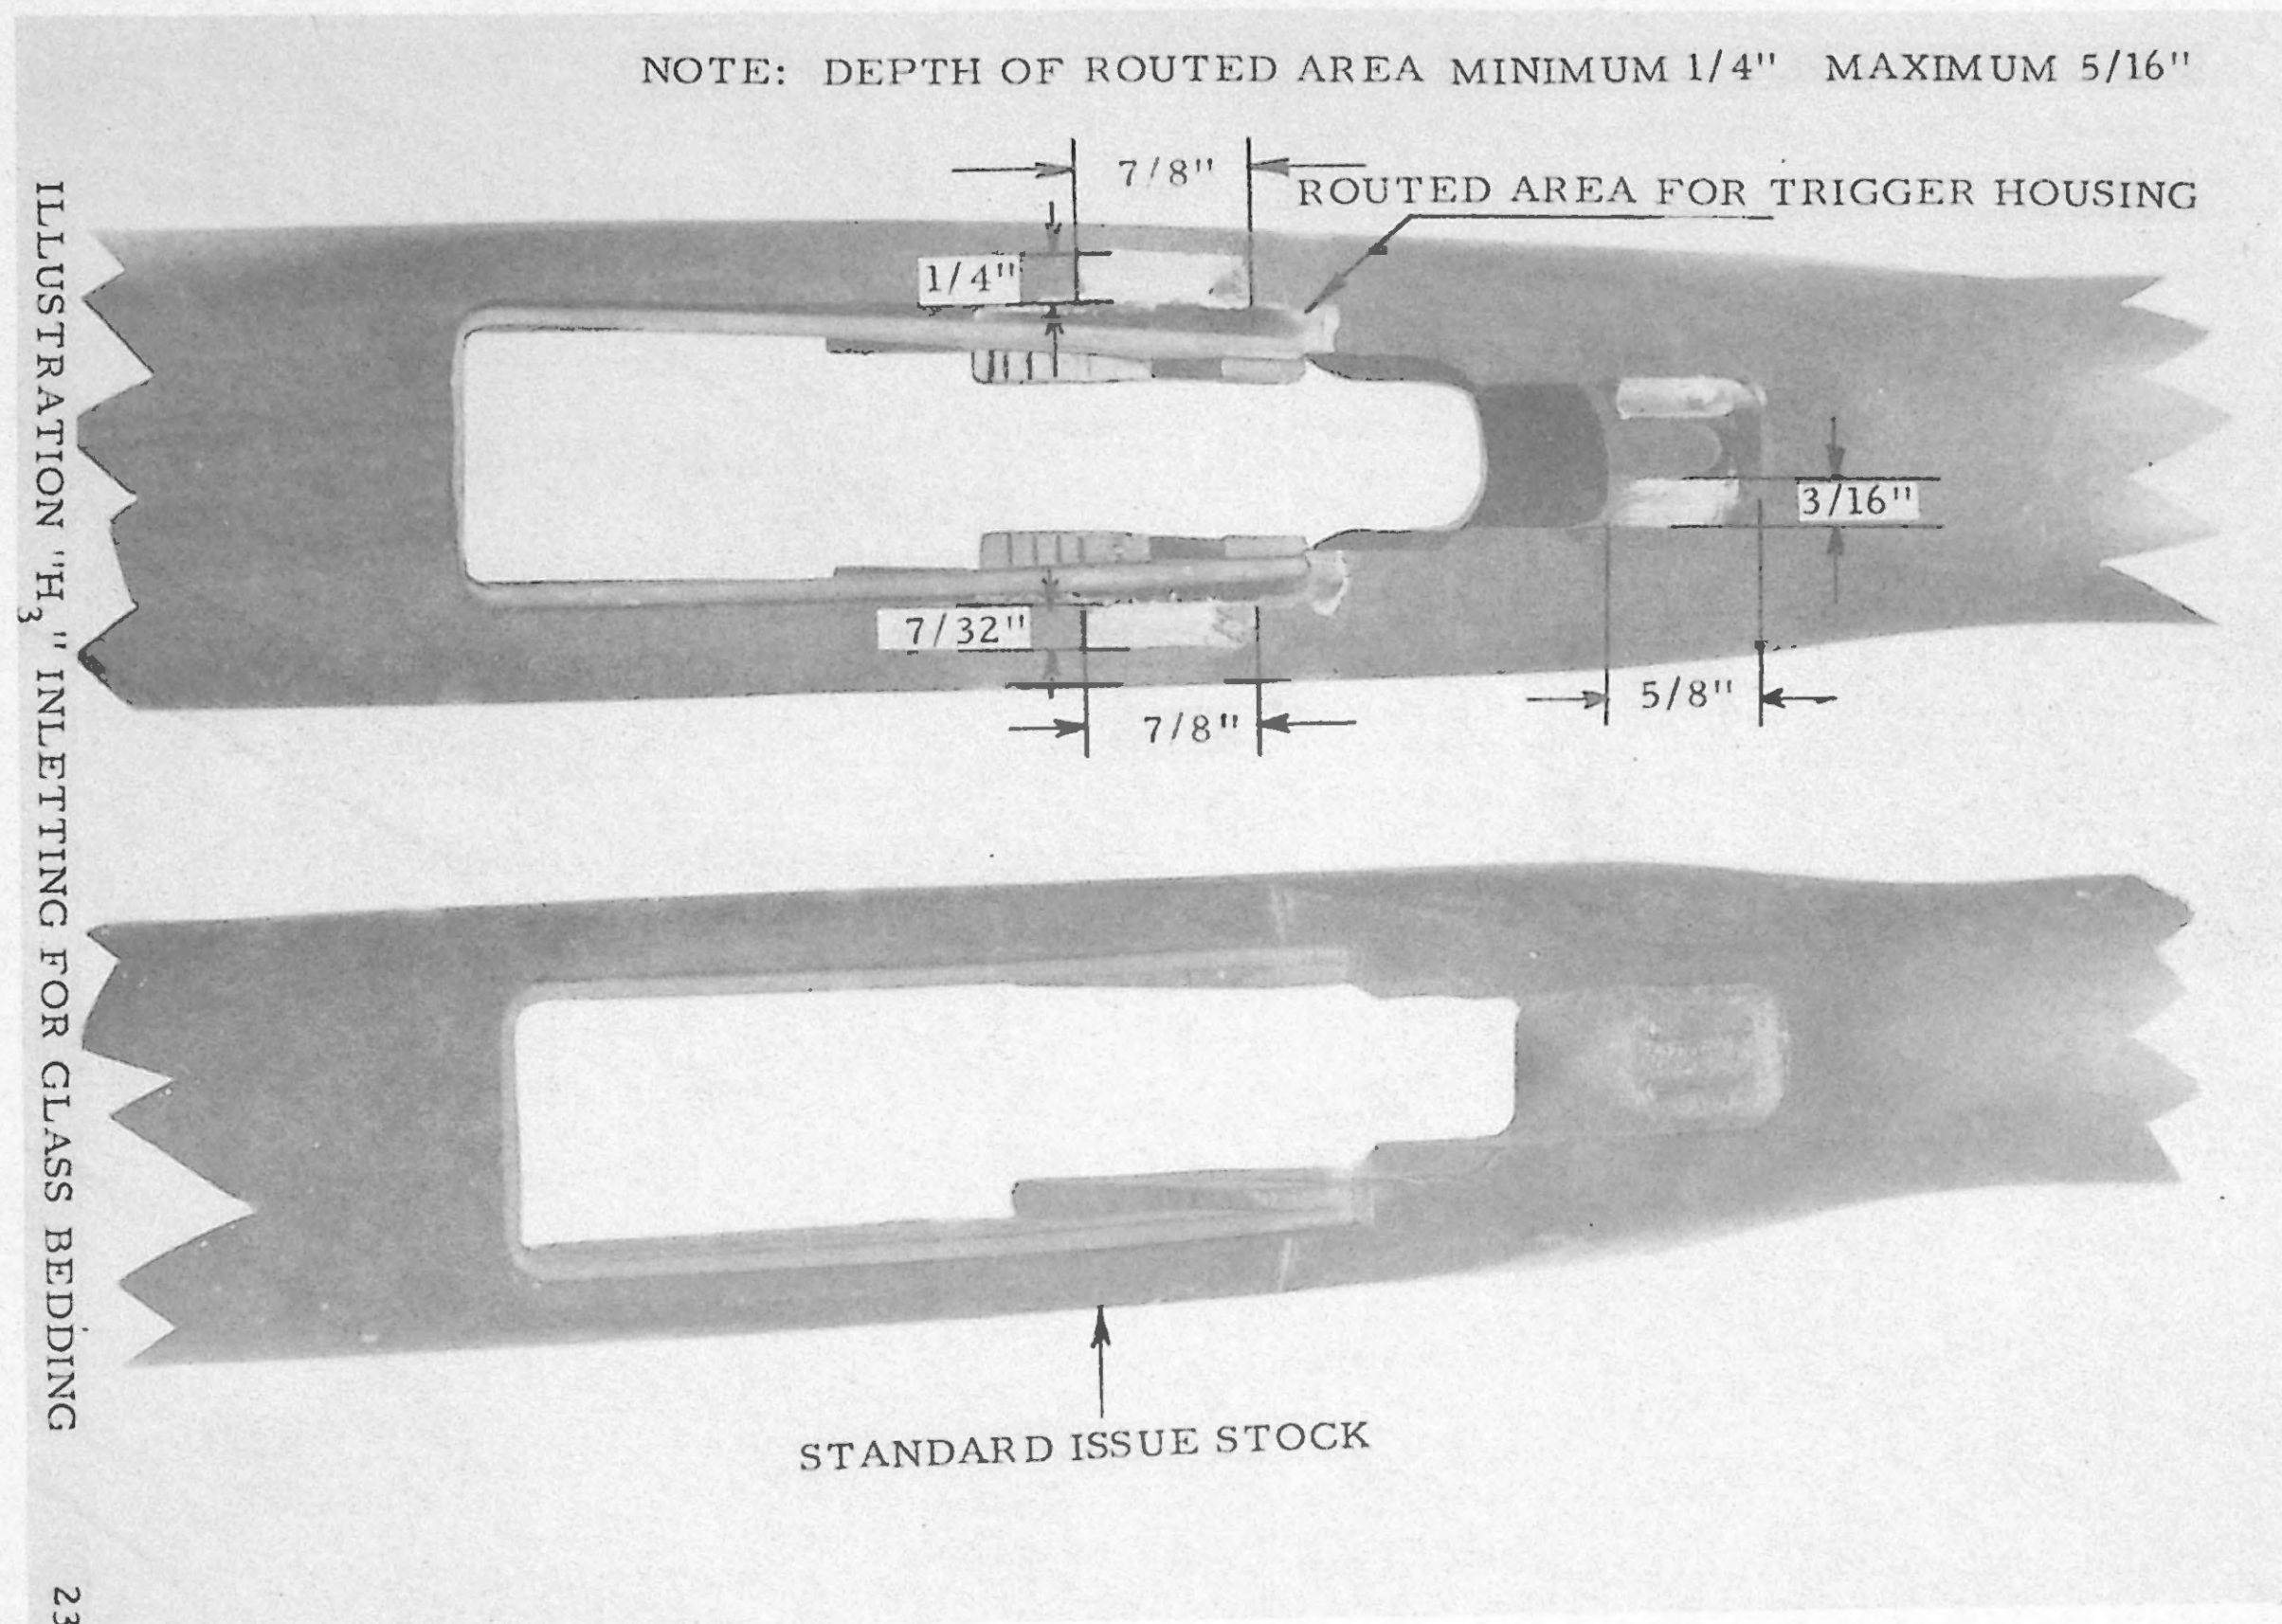 NOTE: DEPTH OF ROUTED AREA MINIMUM 1/4" MAXIMUM 5/16"
7/8"
ROUTED AREA FOR TRIGGER HOUSING
1/4"
3/16"
7/32"
5/8"
7/8"
STANDARD ISSUE STOCK
ILLUSTRATION "H3" INLETTING FOR GLASS BEDDING
23